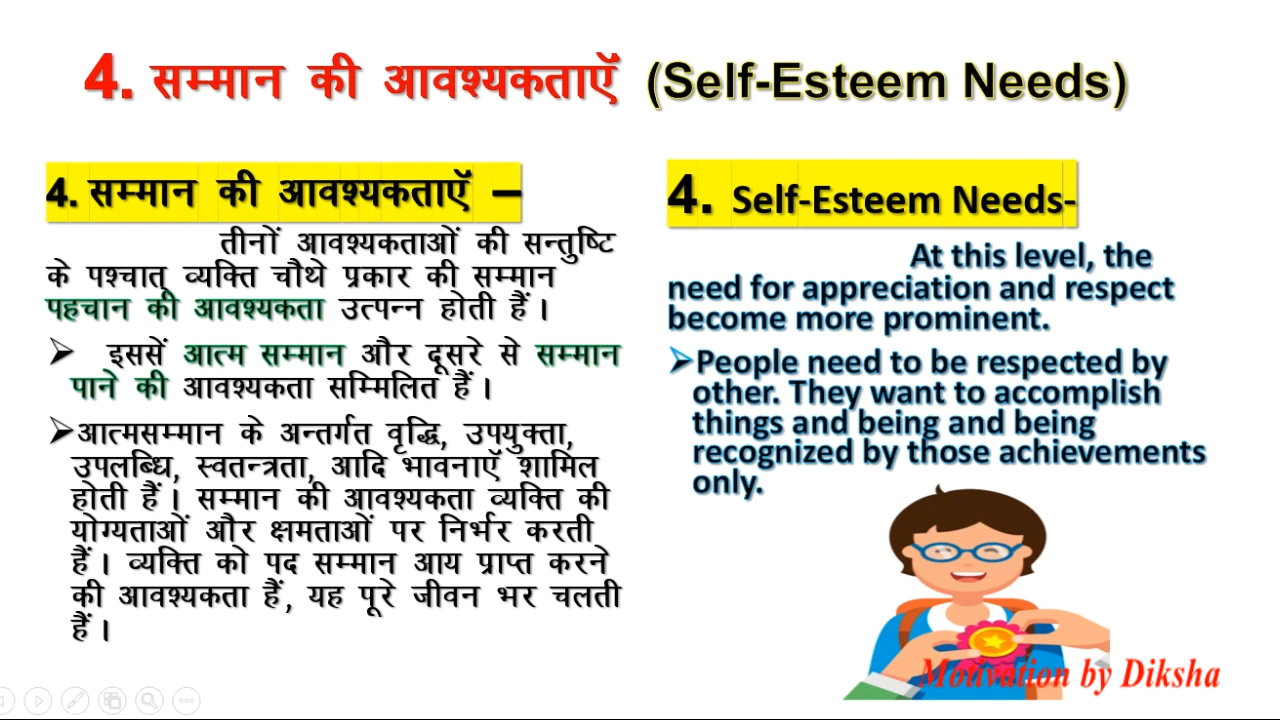 4. सम्मान की आवश्यकताऍ (Self-Esteem Needs)
4. सम्मान की आवश्यकताऍ –
तीनों आवश्यकताओं की सन्तुष्टि
के पश्चात् व्यक्ति चौथे प्रकार की सम्मान
पहचान की आवश्यकता उत्पन्न होती हैं।
➢ इससें आत्म सम्मान और दूसरे से सम्मान
पाने की आवश्यकता सम्मिलित हैं।
➢आत्मसम्मान के अन्तर्गत वृद्धि, उपयुक्ता,
उपलब्धि, स्वतन्त्रता, आदि भावनाऍ शामिल
होती हैं। सम्मान की आवश्यकता व्यक्ति की
योग्यताओं और क्षमताओं पर निर्भर करती
हैं। व्यक्ति को पद सम्मान आय प्राप्त करने
की आवश्यकता हैं, यह पूरे जीवन भर चलती
हैं।
4. Self-Esteem Needs-
At this level, the
need for appreciation and respect
become more prominent.
➢People need to be respected by
other. They want to accomplish
things and being and being
recognized by those achievements
only.
Motivation by Diksha